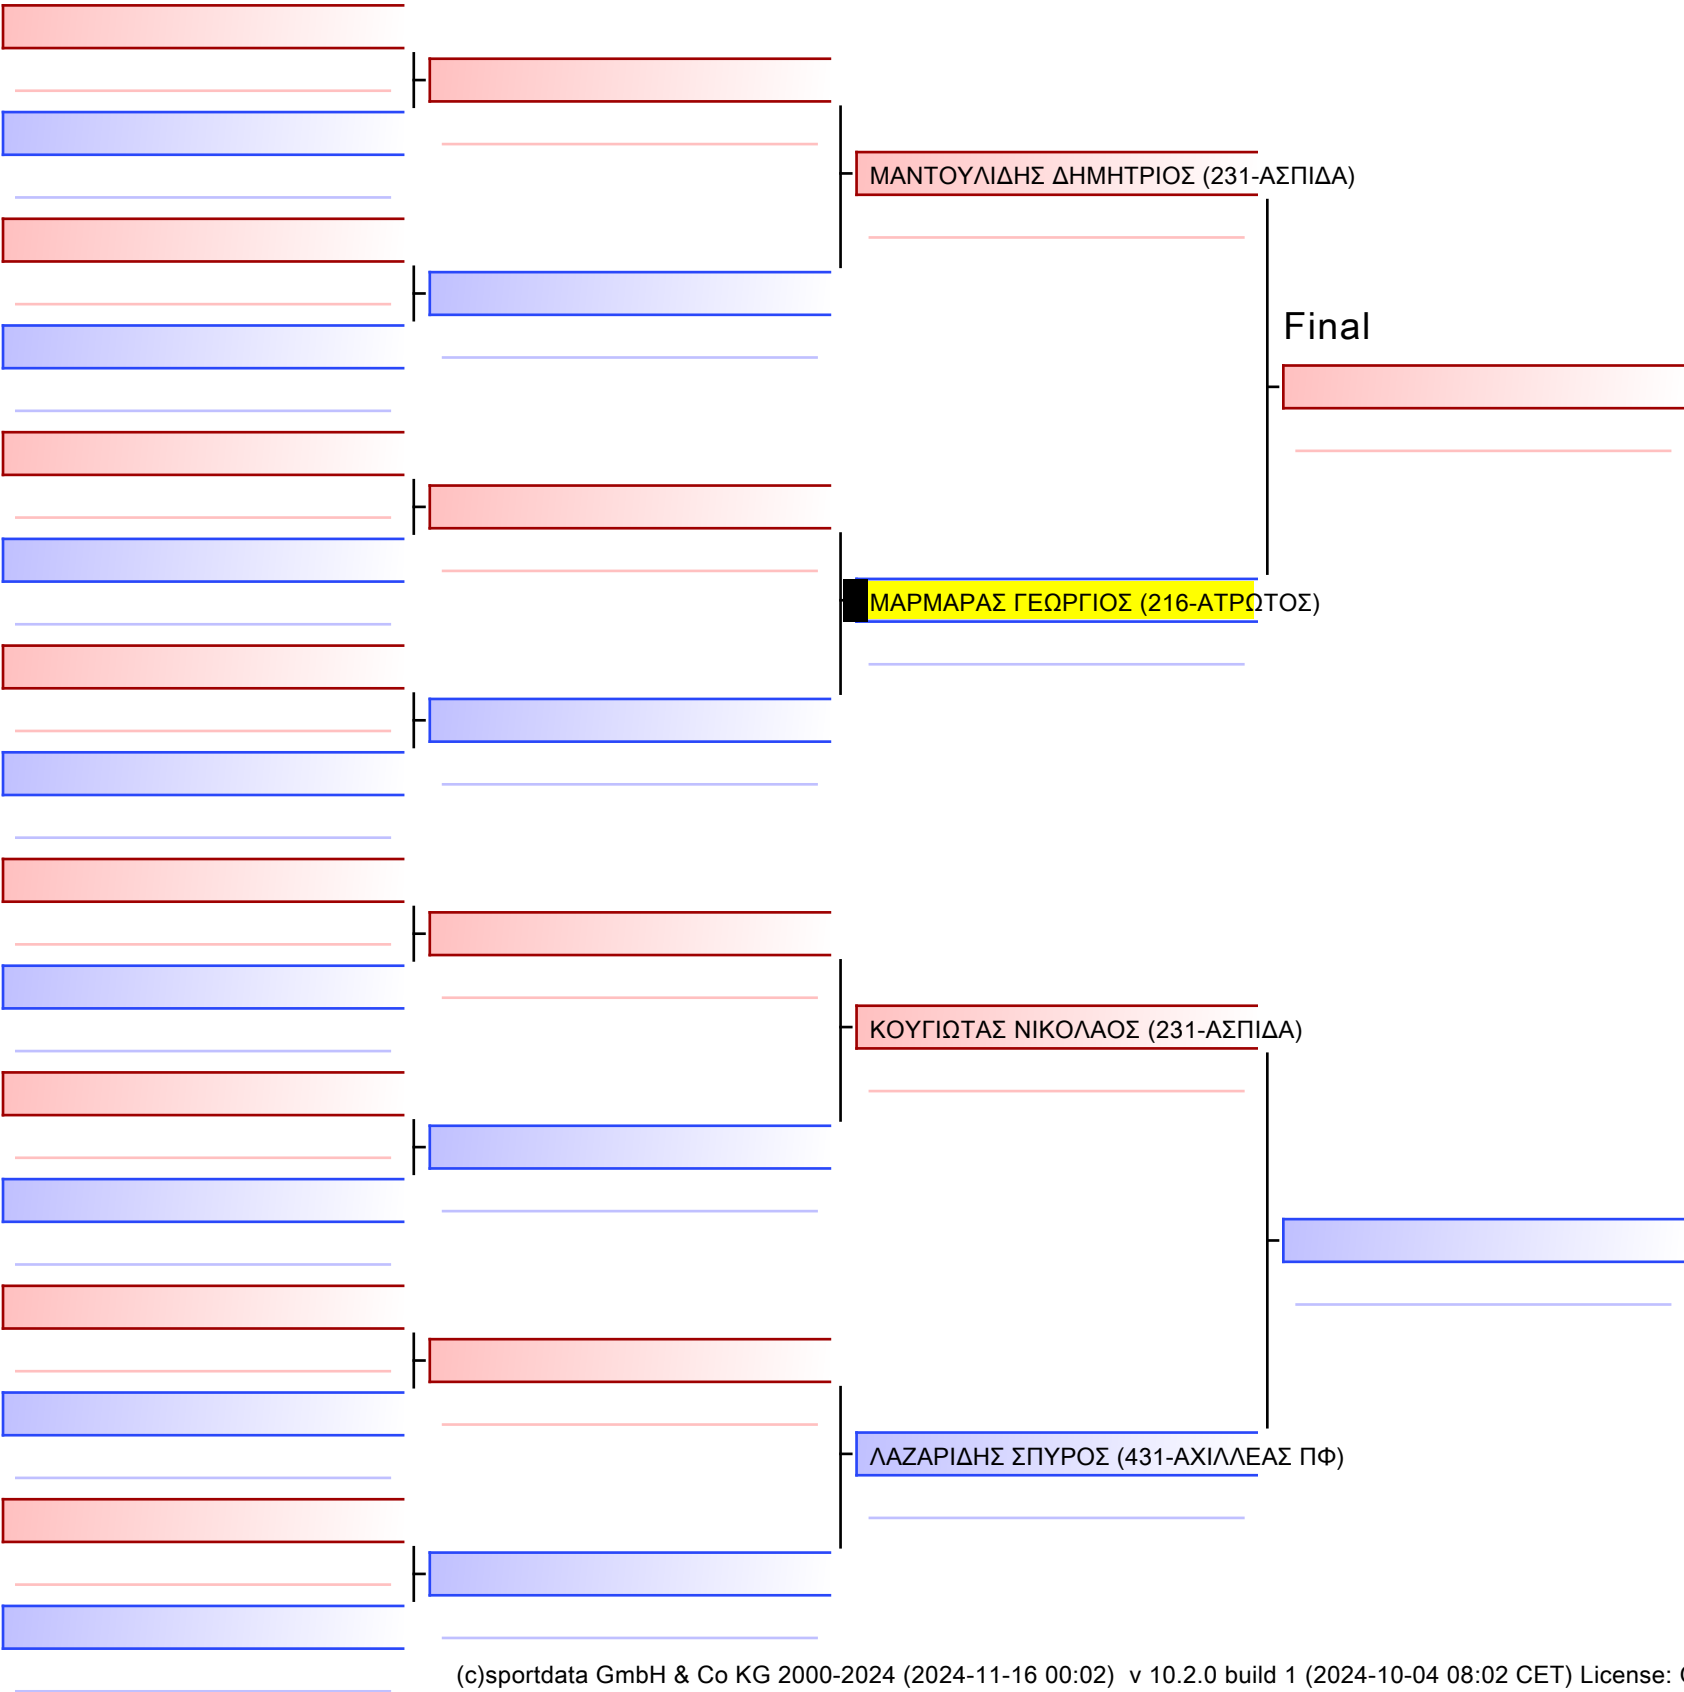 ΜΑΝΤΟΥΛΙΔΗΣ ΔΗΜΗΤΡΙΟΣ (231-ΑΣΠΙΔΑ)
Final
ΜΑΡΜΑΡΑΣ ΓΕΩΡΓΙΟΣ (216-ΑΤΡΩΤΟΣ)
ΚΟΥΓΙΩΤΑΣ ΝΙΚΟΛΑΟΣ (231-ΑΣΠΙΔΑ)
ΛΑΖΑΡΙΔΗΣ ΣΠΥΡΟΣ (431-ΑΧΙΛΛΕΑΣ ΠΦ)
(c)sportdata GmbH & Co KG 2000-2024 (2024-11-16 00:02) v 10.2.0 build 1 (2024-10-04 08:02 CET) License: